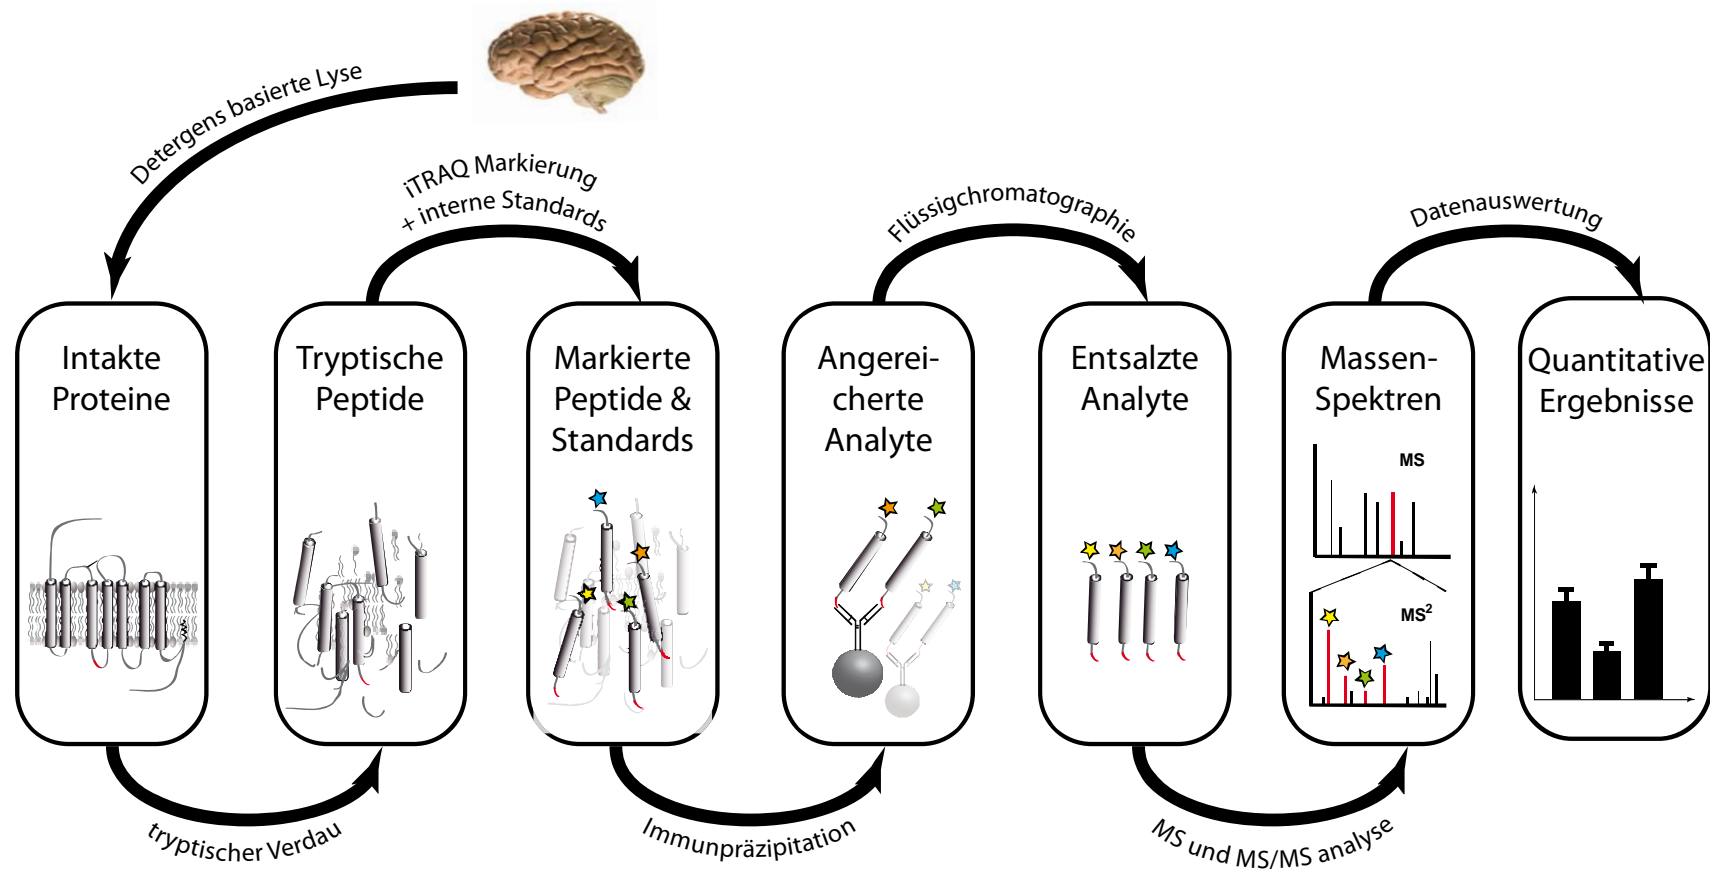 Detergens basierte Lyse
iTRAQ Markierung
+ interne Standards
Flüssigchromatographie
Datenauswertung
Intakte
Proteine
Tryptische
Peptide
Markierte
Peptide &
Standards
Angerei-
cherte
Analyte
Entsalzte
Analyte
Massen-
Spektren
MS
MS²
Quantitative
Ergebnisse
tryptischer Verdau
Immunpräzipitation
MS und MS/MS analyse